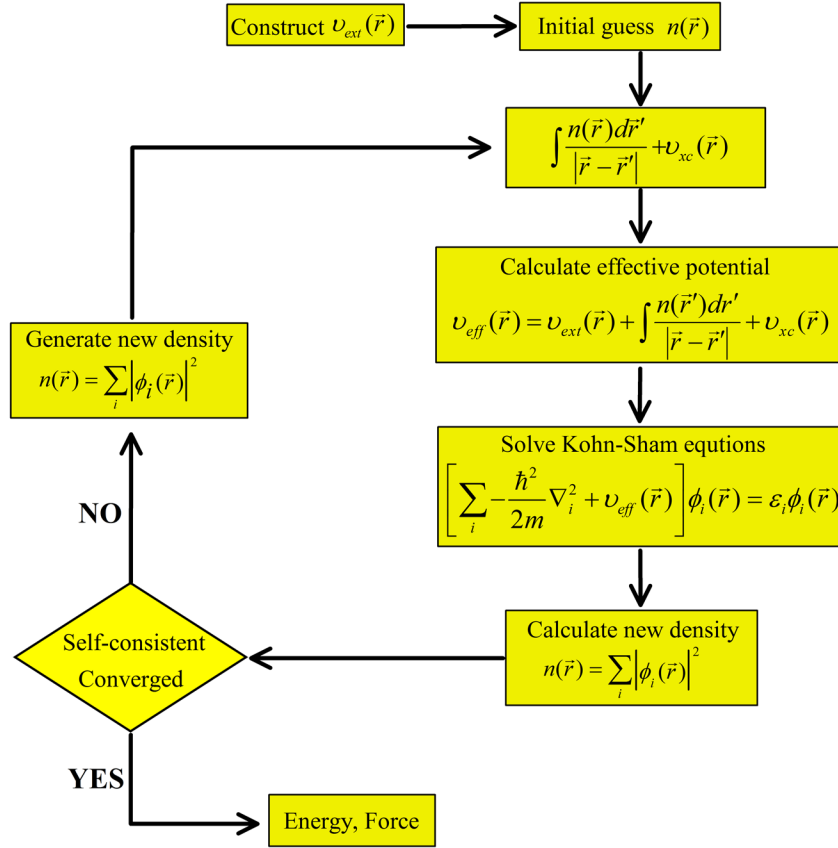 Construct υ_ext(r⃗)
Initial guess n(r⃗)
∫ n(r⃗)dr⃗′ / |r⃗ − r⃗′| + υ_xc(r⃗)
Calculate effective potential
υ_eff(r⃗) = υ_ext(r⃗) + ∫ n(r⃗′)dr′ / |r⃗ − r⃗′| + υ_xc(r⃗)
Solve Kohn-Sham equtions
[∑_i − ħ²/2m ∇_i² + υ_eff(r⃗)] ϕ_i(r⃗) = ε_i ϕ_i(r⃗)
Calculate new density
n(r⃗) = ∑_i |ϕ_i(r⃗)|²
Self-consistent
Converged
NO
Generate new density
n(r⃗) = ∑_i |ϕ_i(r⃗)|²
YES
Energy, Force